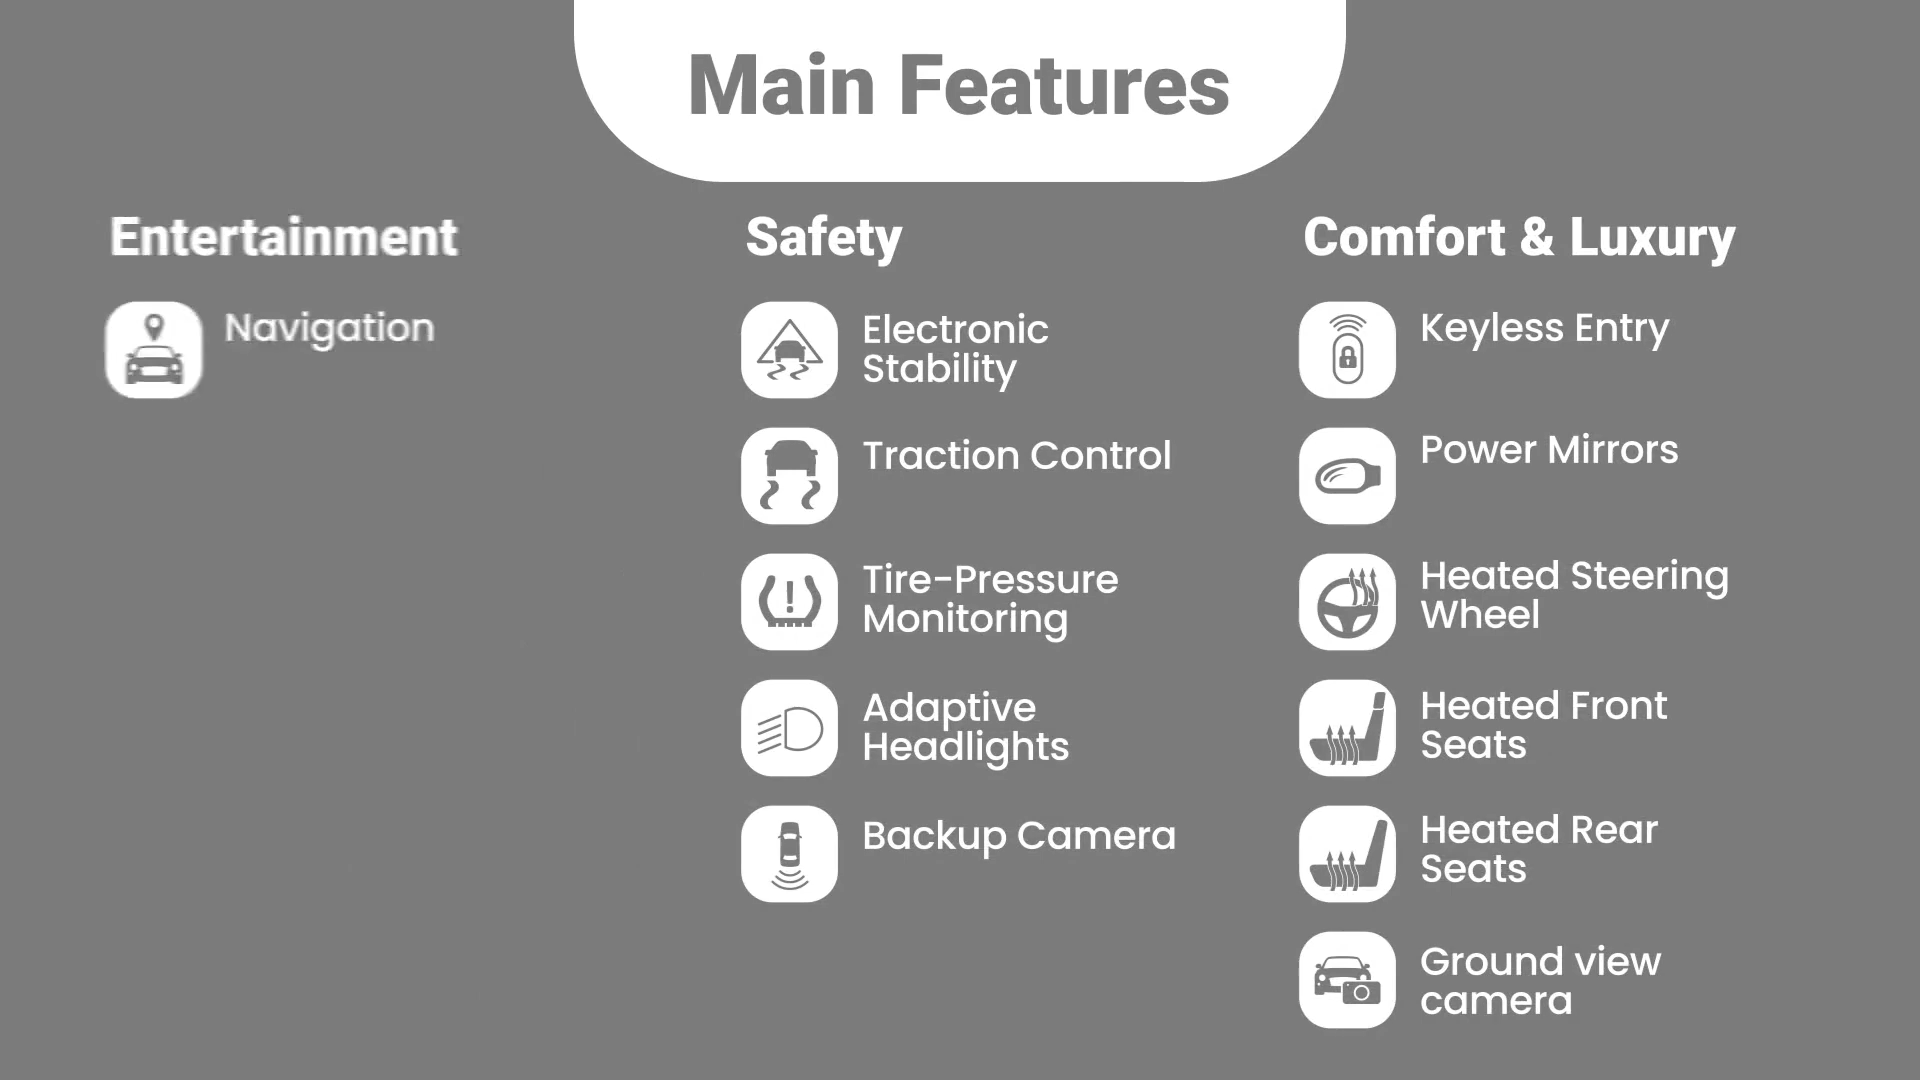 Main Features
Entertainment
Navigation
Safety
Electronic
Stability
Traction Control
Tire-Pressure
Monitoring
Adaptive
Headlights
Backup Camera
Comfort & Luxury
Keyless Entry
Power Mirrors
Heated Steering
Wheel
Heated Front
Seats
Heated Rear
Seats
Ground view
camera